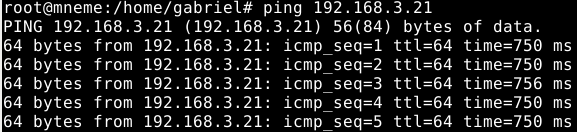 root@mneme:/home/gabriel# ping 192.168.3.21
PING 192.168.3.21 (192.168.3.21) 56(84) bytes of data.
64 bytes from 192.168.3.21: icmp_seq=1 ttl=64 time=750 ms
64 bytes from 192.168.3.21: icmp_seq=2 ttl=64 time=750 ms
64 bytes from 192.168.3.21: icmp_seq=3 ttl=64 time=756 ms
64 bytes from 192.168.3.21: icmp_seq=4 ttl=64 time=750 ms
64 bytes from 192.168.3.21: icmp_seq=5 ttl=64 time=750 ms